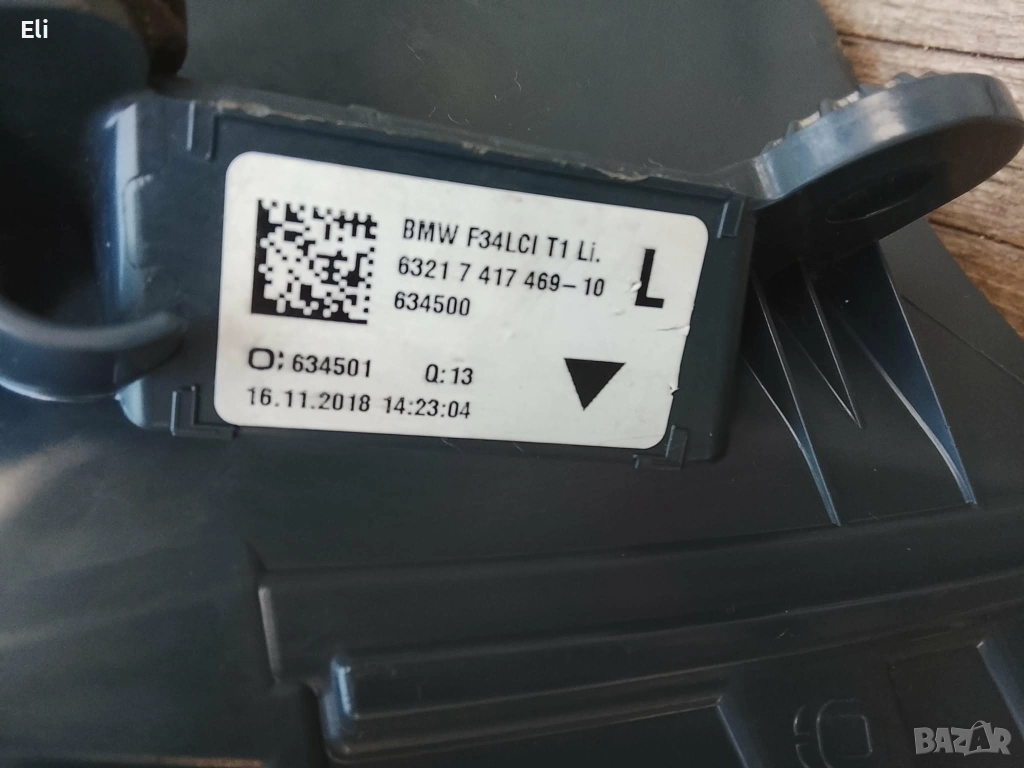 Eli
BMW F34LCI T1 Li.
6321 7 417 469-10
L
634500
O; 634501 Q:13
16.11.2018 14:23:04
BAZAR